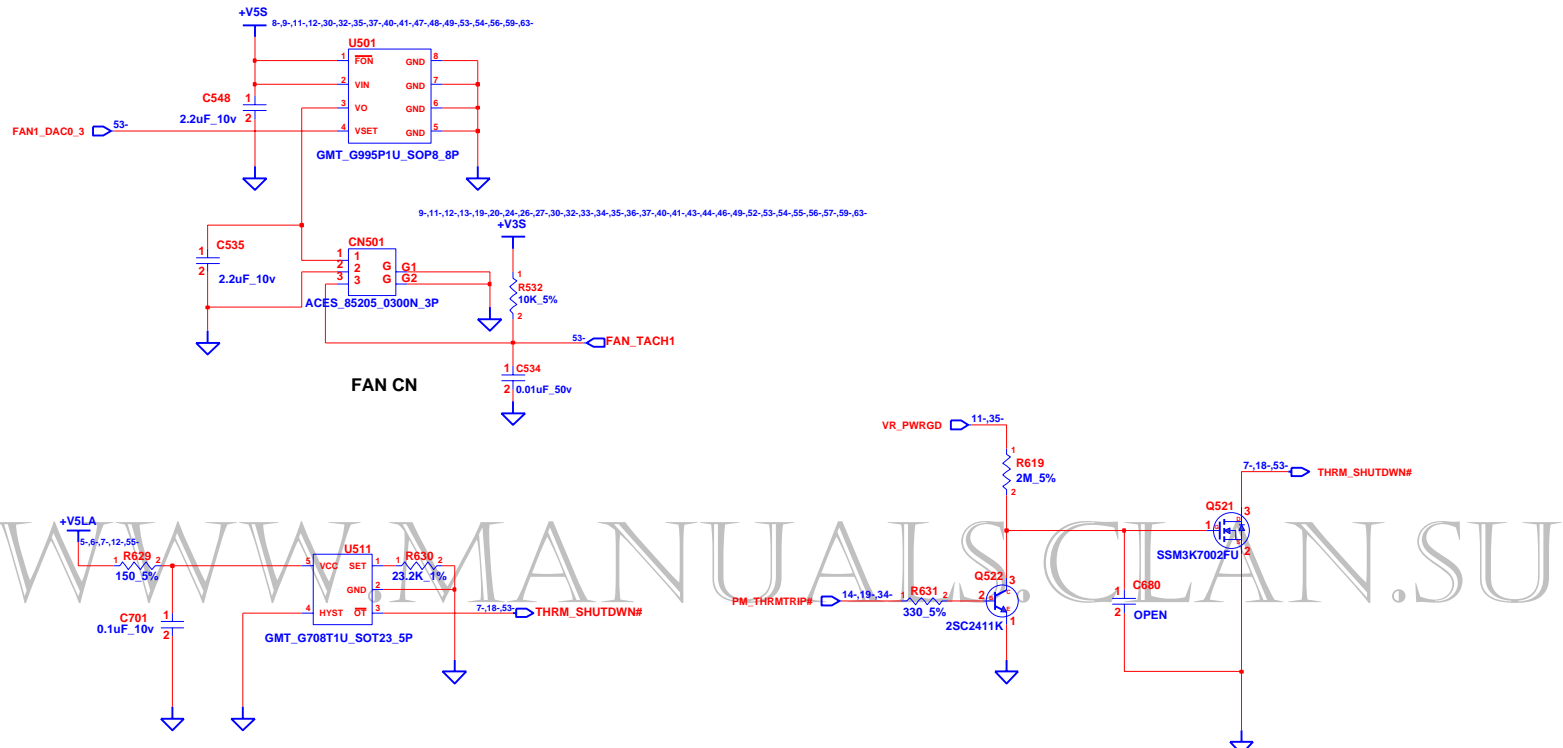 +V5S
8-,9-,11-,12-,30-,32-,35-,37-,40-,41-,47-,48-,49-,53-,54-,56-,59-,63-
U501
1 FON GND 8
2 VIN GND 7
3 VO GND 6
4 VSET GND 5
C548
1
2
2.2uF_10v
FAN1_DAC0_3 53-
GMT_G995P1U_SOP8_8P
9-,11-,12-,13-,19-,20-,24-,26-,27-,30-,32-,33-,34-,35-,36-,37-,40-,41-,43-,44-,46-,49-,52-,53-,54-,55-,56-,57-,59-,63-
+V3S
C535
1
2
2.2uF_10v
CN501
1 1
2 2 G G1
3 3 G G2
ACES_85205_0300N_3P
1
R532
10K_5%
2
53- FAN_TACH1
1 C534
2 0.01uF_50v
FAN CN
VR_PWRGD 11-,35-
1
R619
2M_5%
2
7-,18-,53- THRM_SHUTDWN#
Q521
3
1 G
D
S
2
SSM3K7002FU
+V5LA
5-,6-,7-,12-,55-
1 R629 2
150_5%
U511
5 VCC SET 1
GND 2
4 HYST OT 3
1 R630 2
23.2K_1%
7-,18-,53- THRM_SHUTDWN#
C701
1
2
0.1uF_10v
GMT_G708T1U_SOT23_5P
PM_THRMTRIP# 14-,19-,34-
1 R631 2
330_5%
Q522
3
2 B
C
E
1
2SC2411K
C680
1
2
OPEN
WWW.MANUALS.CLAN.SU